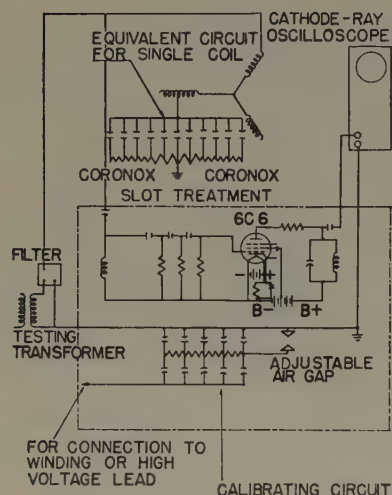 CATHODE-RAY
OSCILLOSCOPE
EQUIVALENT CIRCUIT
FOR SINGLE COIL
CORONOX
CORONOX
SLOT TREATMENT
6C6
FILTER
- +
B- B+
TESTING
TRANSFORMER
ADJUSTABLE
AIR GAP
FOR CONNECTION TO
WINDING OR HIGH
VOLTAGE LEAD
CALIBRATING CIRCUIT